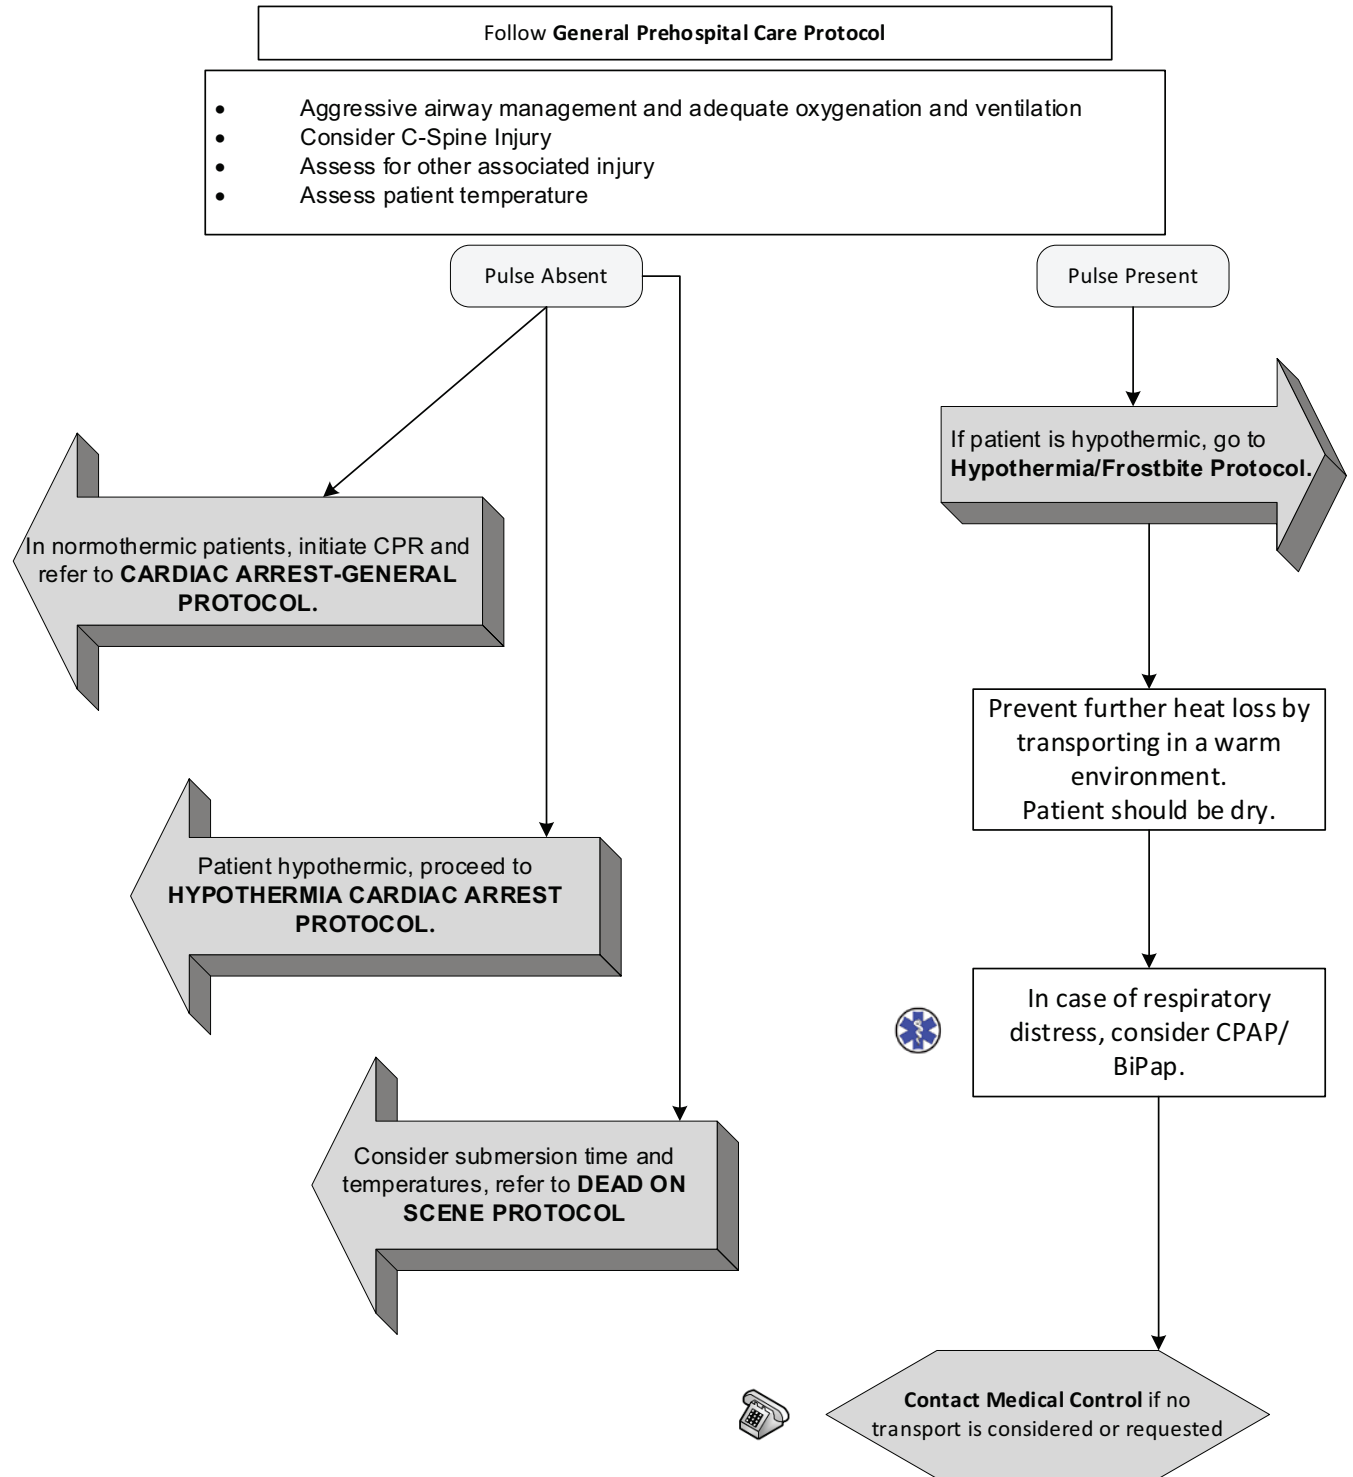 Follow General Prehospital Care Protocol
• Aggressive airway management and adequate oxygenation and ventilation
• Consider C-Spine Injury
• Assess for other associated injury
• Assess patient temperature
Pulse Absent
Pulse Present
If patient is hypothermic, go to
Hypothermia/Frostbite Protocol.
In normothermic patients, initiate CPR and
refer to CARDIAC ARREST-GENERAL
PROTOCOL.
Prevent further heat loss by
transporting in a warm
environment.
Patient should be dry.
Patient hypothermic, proceed to
HYPOTHERMIA CARDIAC ARREST
PROTOCOL.
In case of respiratory
distress, consider CPAP/
BiPap.
Consider submersion time and
temperatures, refer to DEAD ON
SCENE PROTOCOL
Contact Medical Control if no
transport is considered or requested